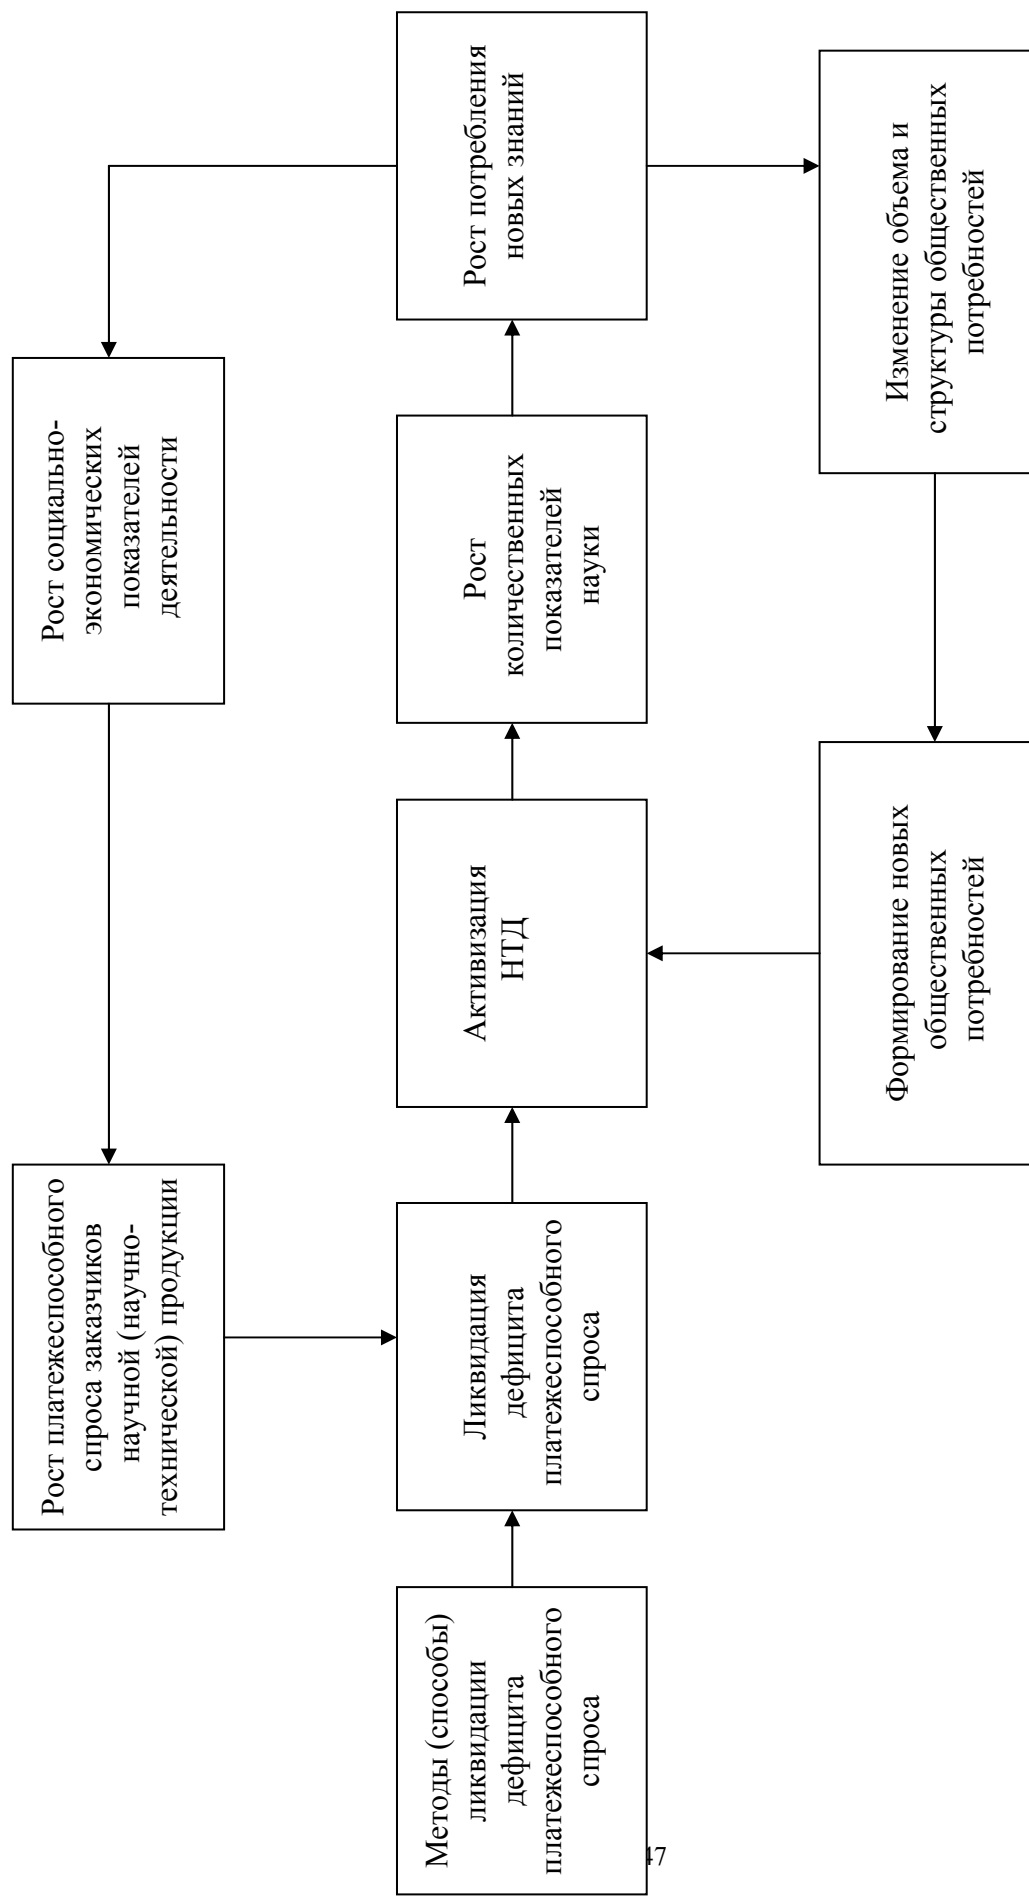 Рост платежеспособного
спроса заказчиков
научной (научно-
технической) продукции
Рост социально-
экономических
показателей
деятельности
Методы (способы)
ликвидации
дефицита
платежеспособного
спроса
Ликвидация
дефицита
платежеспособного
спроса
Активизация
НТД
Рост
количественных
показателей
науки
Рост потребления
новых знаний
Формирование новых
общественных
потребностей
Изменение объема и
структуры общественных
потребностей
47